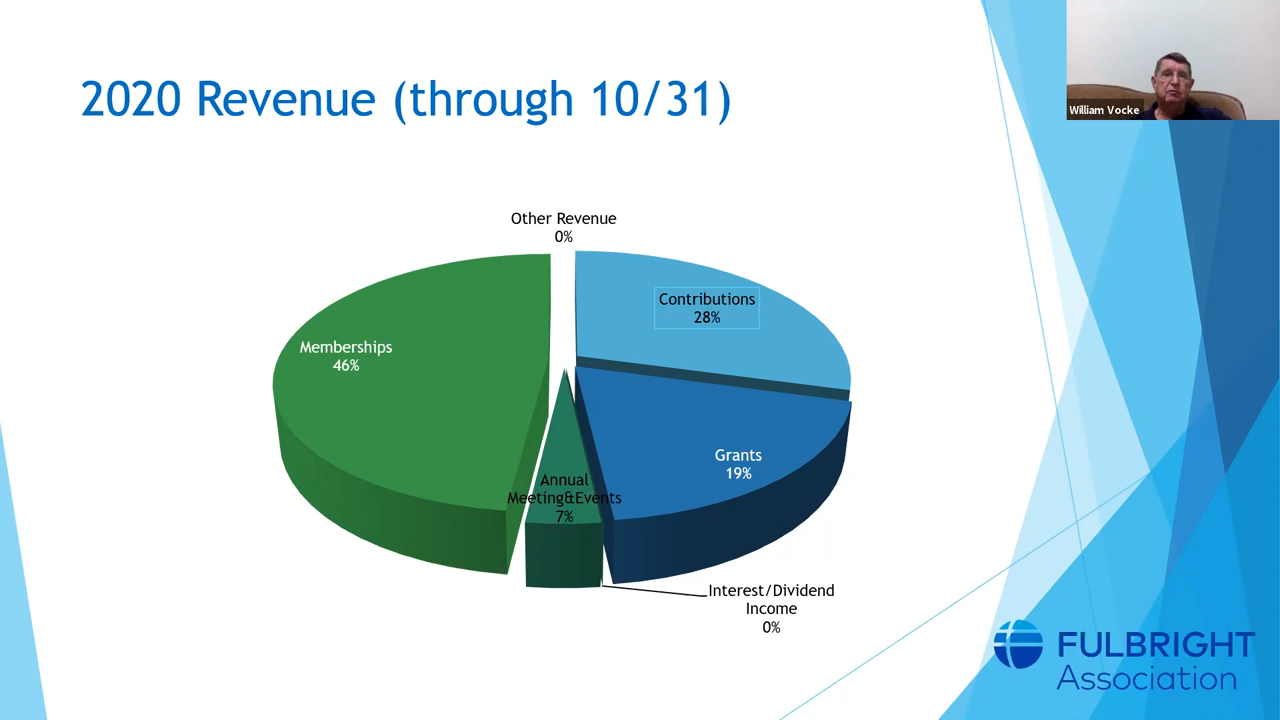 2020 Revenue (through 10/31)
William Vocke
Other Revenue
0%
Contributions
28%
Memberships
46%
Grants
19%
Annual
Meeting&Events
7%
Interest/Dividend
Income
0%
FULBRIGHT
Association